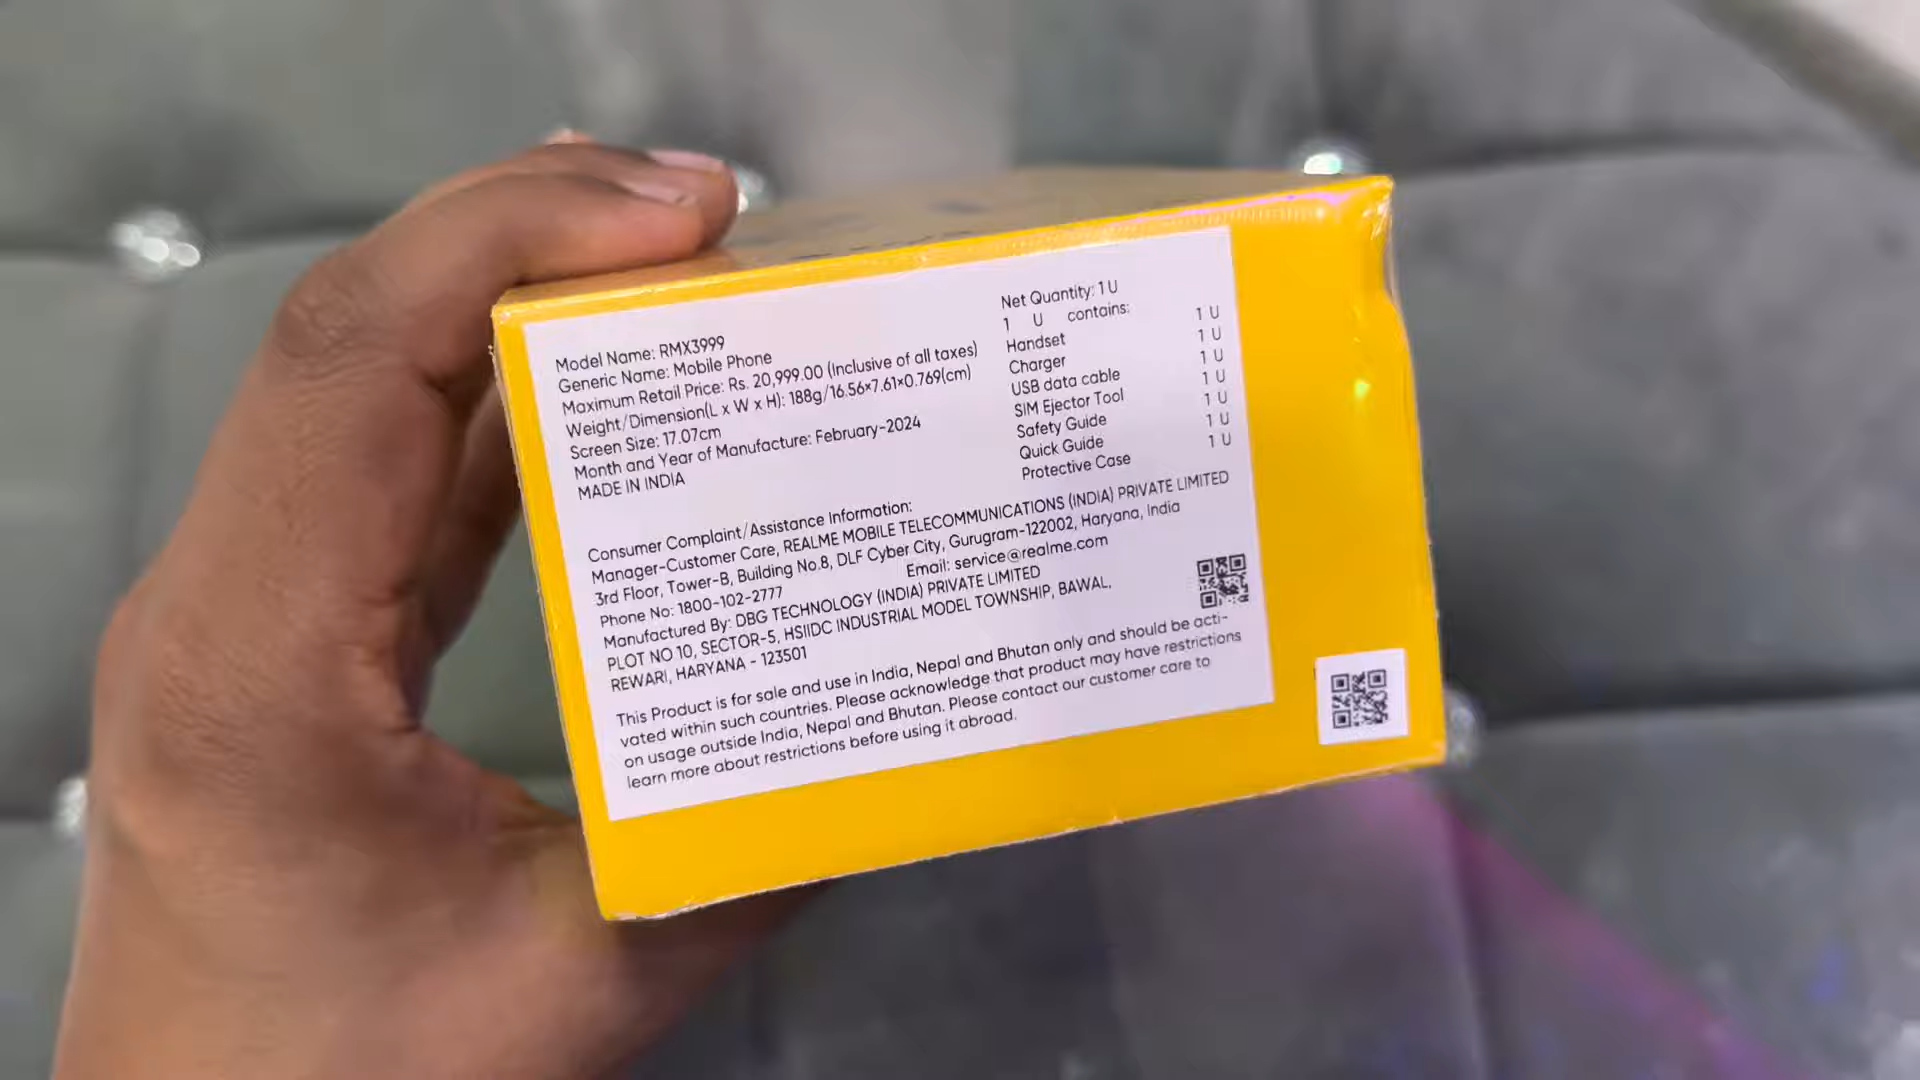 Model Name: RMX3999
Generic Name: Mobile Phone
Maximum Retail Price: Rs. 20,999.00 (Inclusive of all taxes)
Weight/Dimension(L x W x H): 188g/16.56×7.61×0.769(cm)
Screen Size: 17.07cm
Month and Year of Manufacture: February-2024
MADE IN INDIA
Net Quantity: 1 U
1 U contains:
Handset 1 U
Charger 1 U
USB data cable 1 U
SIM Ejector Tool 1 U
Safety Guide 1 U
Quick Guide 1 U
Protective Case 1 U
Consumer Complaint/Assistance Information:
Manager-Customer Care, REALME MOBILE TELECOMMUNICATIONS (INDIA) PRIVATE LIMITED
3rd Floor, Tower-B, Building No.8, DLF Cyber City, Gurugram-122002, Haryana, India
Phone No: 1800-102-2777 Email: service@realme.com
Manufactured By: DBG TECHNOLOGY (INDIA) PRIVATE LIMITED
PLOT NO 10, SECTOR-5, HSIIDC INDUSTRIAL MODEL TOWNSHIP, BAWAL,
REWARI, HARYANA - 123501
This Product is for sale and use in India, Nepal and Bhutan only and should be acti-
vated within such countries. Please acknowledge that product may have restrictions
on usage outside India, Nepal and Bhutan. Please contact our customer care to
learn more about restrictions before using it abroad.